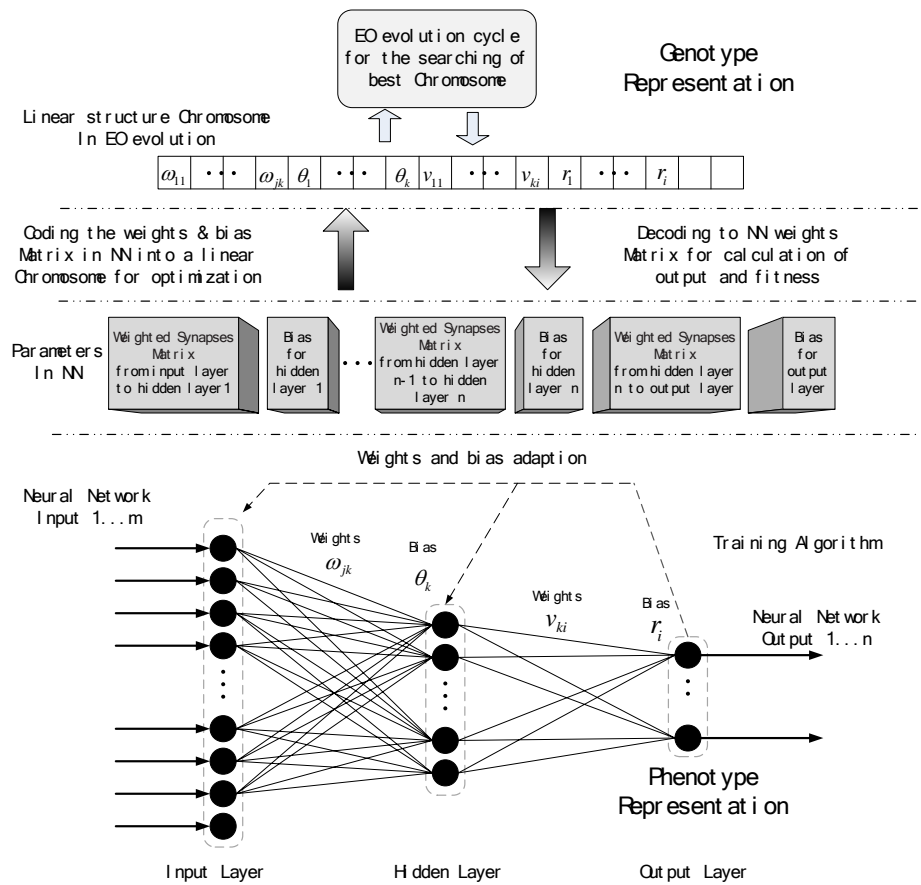 EO evolution cycle
for the searching of
best Chromosome
Genotype
Representation
Linear structure Chromosome
In EO evolution
ω11 ··· ωjk θ1 ··· θk v11 ··· vki r1 ··· ri
Coding the weights & bias
Matrix in NN into a linear
Chromosome for optimization
Decoding to NN weights
Matrix for calculation of
output and fitness
Parameters
In NN
Weighted Synapses
Matrix
from input layer
to hidden layer 1
Bias
for
hidden
layer 1
···
Weighted Synapses
Matrix
from hidden layer
n-1 to hidden
layer n
Bias
for
hidden
layer n
Weighted Synapses
Matrix
from hidden layer
n to output layer
Bias
for
output
layer
Weights and bias adaption
Neural Network
Input 1...m
Weights
ωjk
Bias
θk
Weights
vki
Bias
ri
Training Algorithm
Neural Network
Output 1...n
Phenotype
Representation
Input Layer
Hidden Layer
Output Layer